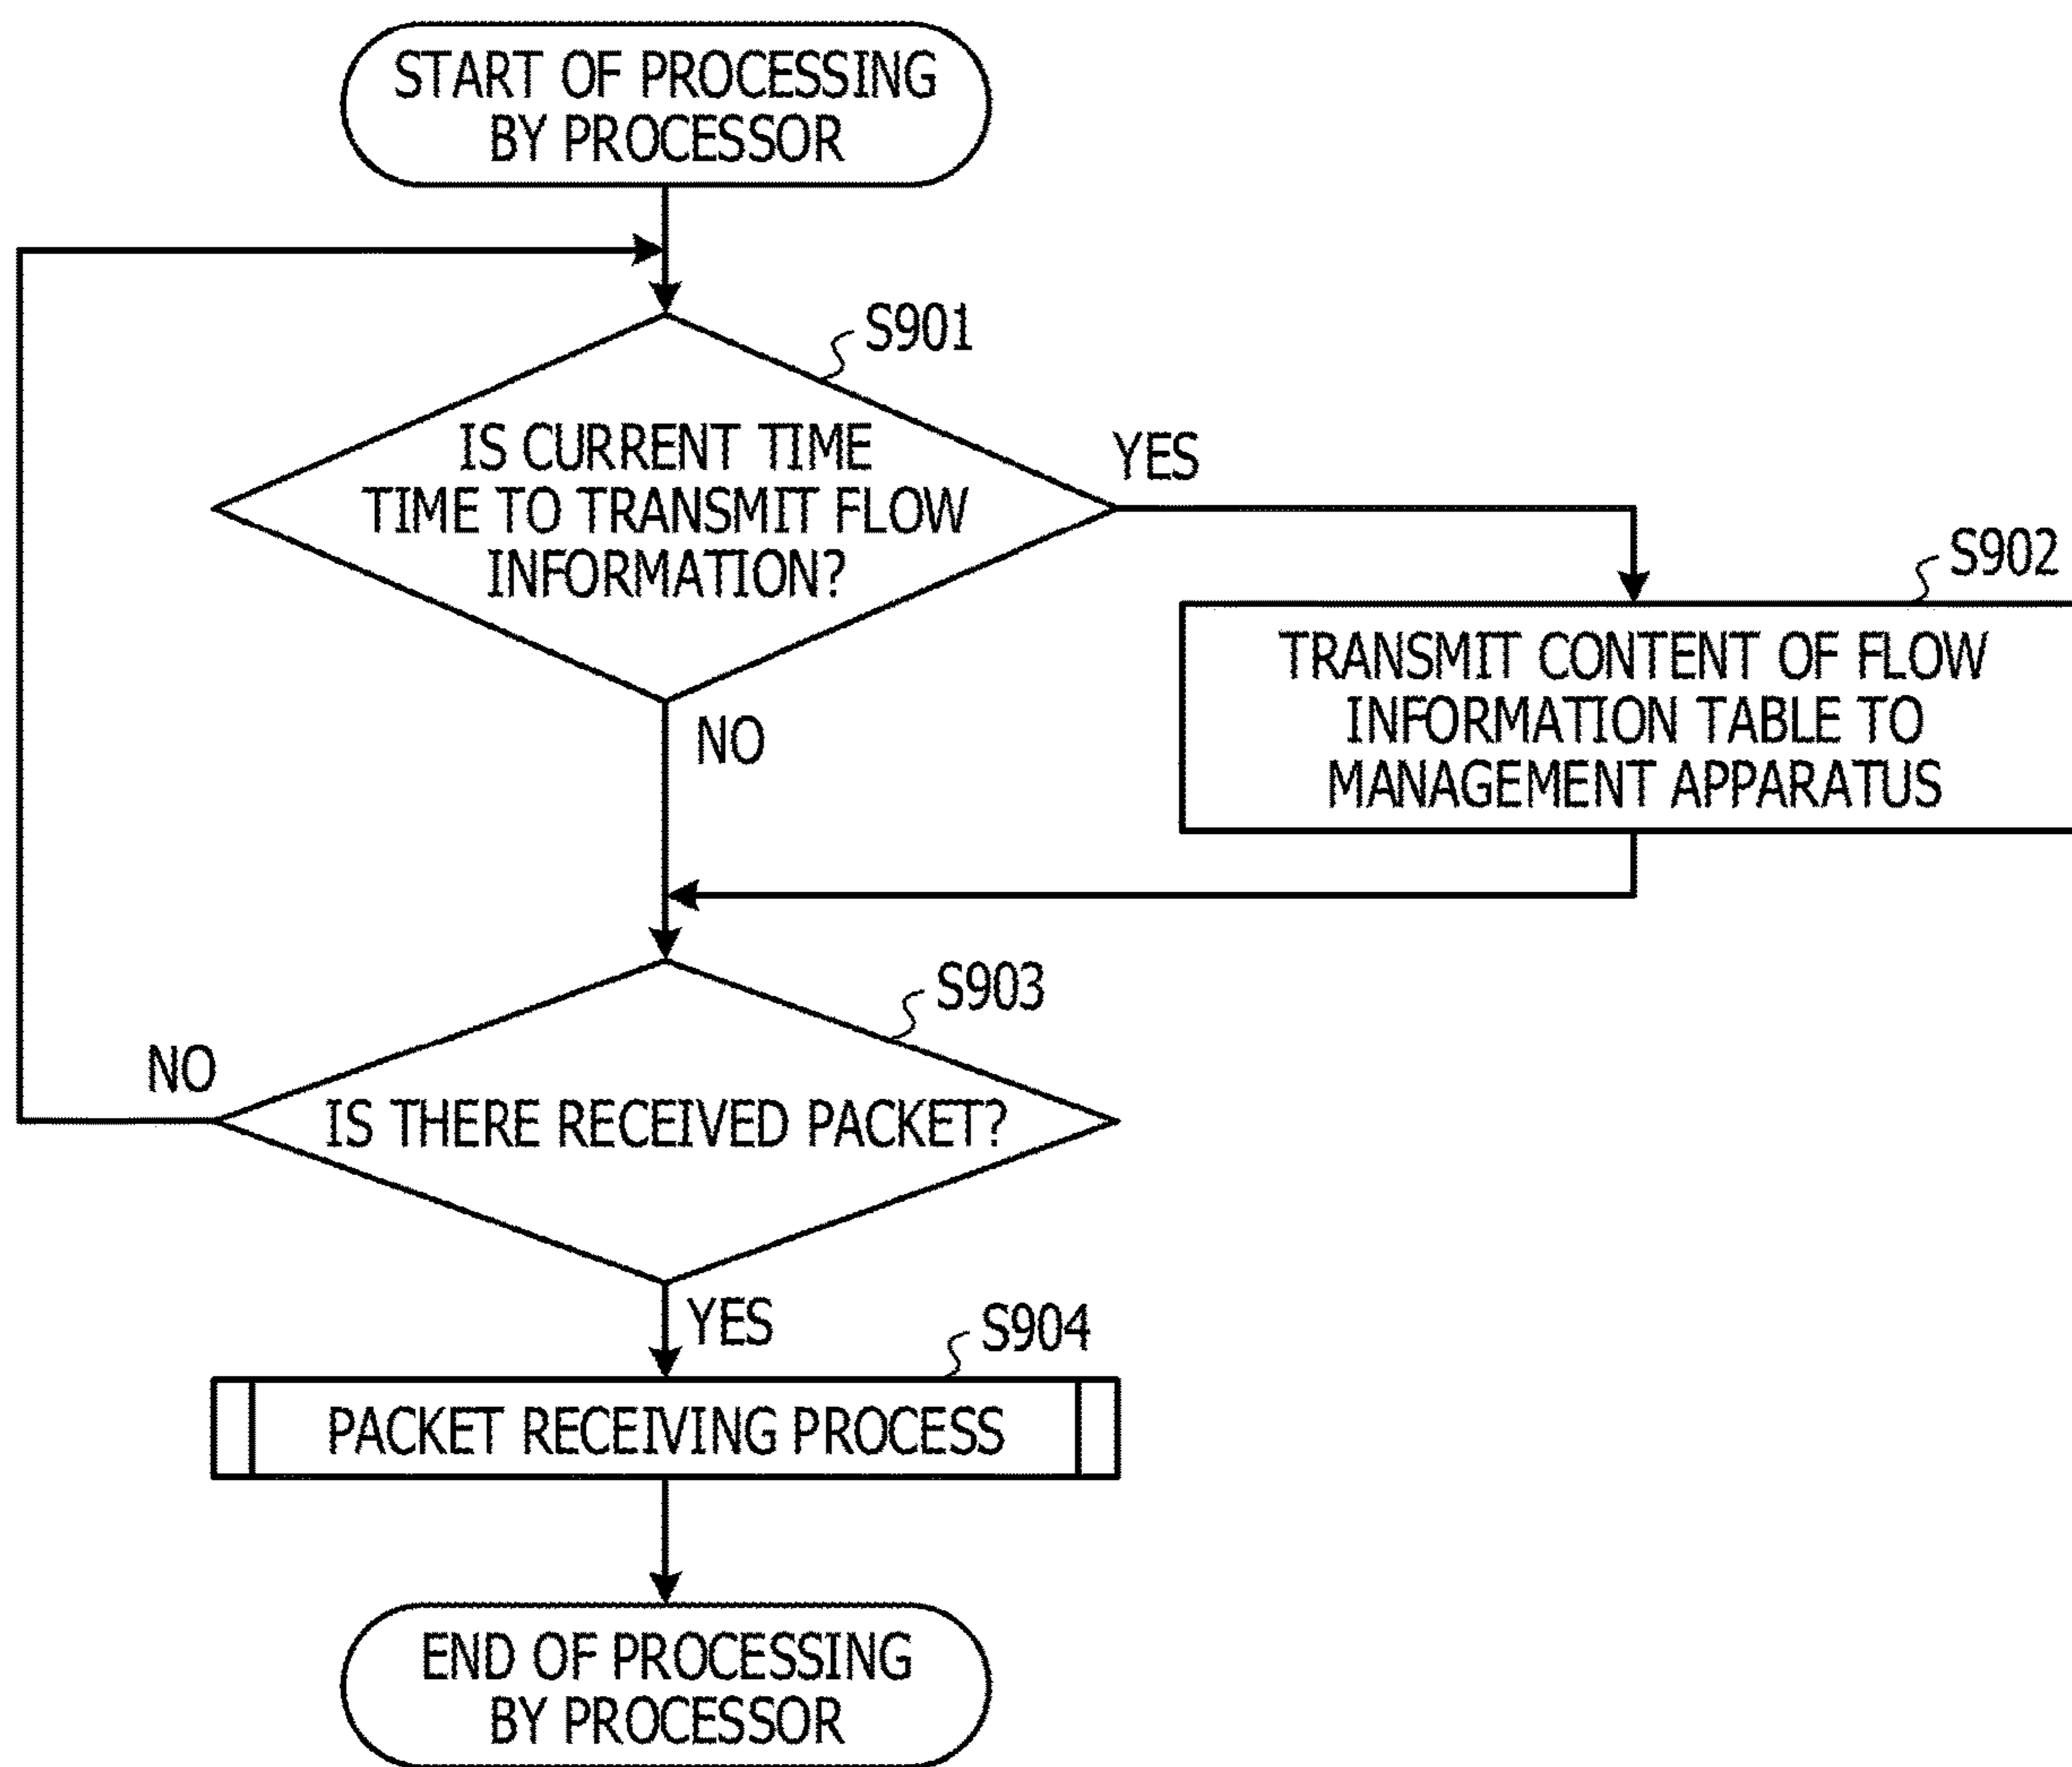 START OF PROCESSING
BY PROCESSOR
S901
IS CURRENT TIME
TIME TO TRANSMIT FLOW
INFORMATION?
YES
NO
S902
TRANSMIT CONTENT OF FLOW
INFORMATION TABLE TO
MANAGEMENT APPARATUS
S903
NO
IS THERE RECEIVED PACKET?
YES
S904
PACKET RECEIVING PROCESS
END OF PROCESSING
BY PROCESSOR